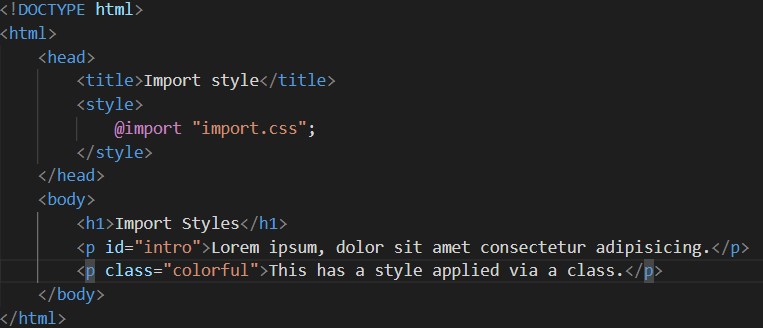 <!DOCTYPE html>
<html>
    <head>
        <title>Import style</title>
        <style>
            @import "import.css";
        </style>
    </head>
    <body>
        <h1>Import Styles</h1>
        <p id="intro">Lorem ipsum, dolor sit amet consectetur adipisicing.</p>
        <p class="colorful">This has a style applied via a class.</p>
    </body>
</html>